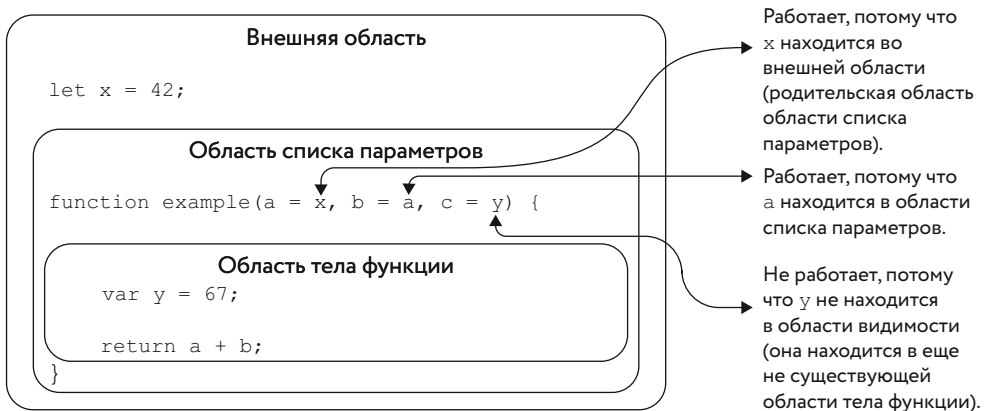 Внешняя область
let x = 42;
Область списка параметров
function example(a = x, b = a, c = y) {
Область тела функции
var y = 67;
return a + b;
}
Работает, потому что
x находится во
внешней области
(родительская область
области списка
параметров).
Работает, потому что
a находится в области
списка параметров.
Не работает, потому
что y не находится
в области видимости
(она находится в еще
не существующей
области тела функции).